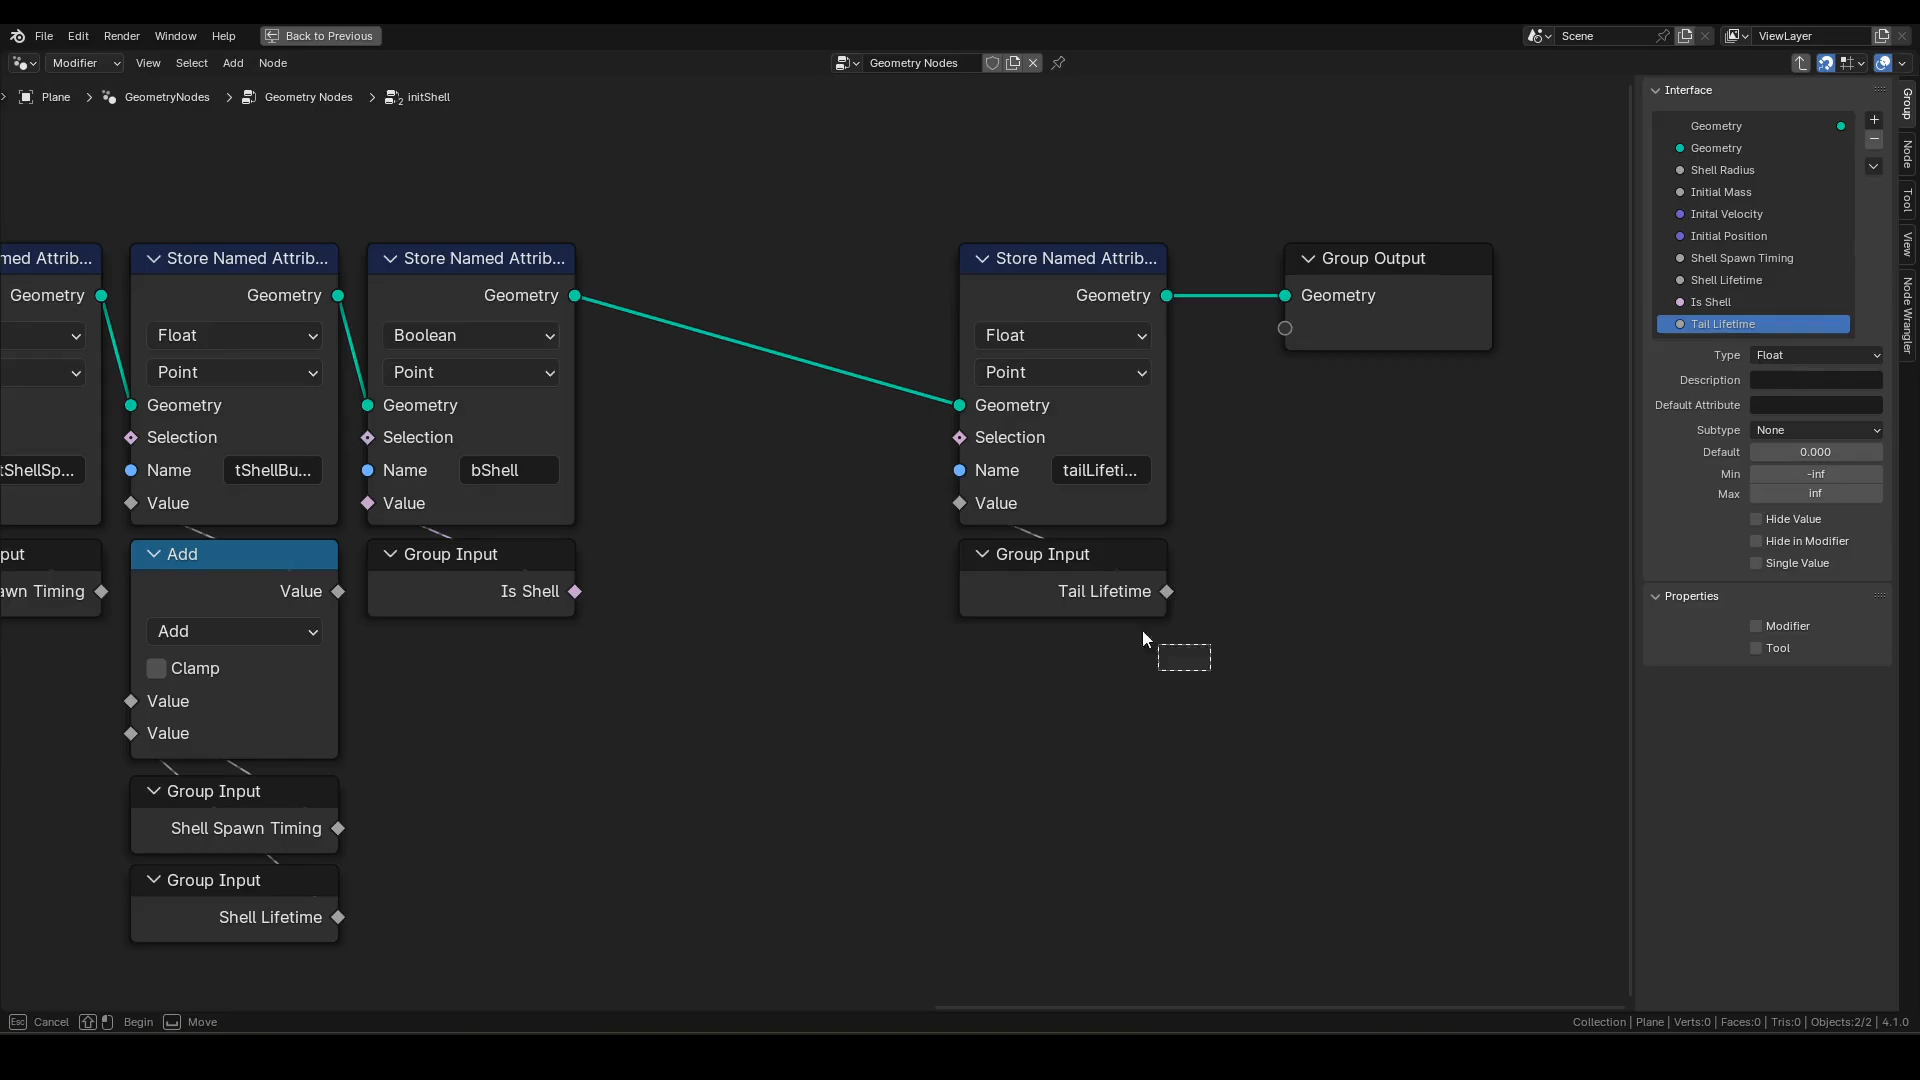 File Edit Render Window Help Back to Previous Scene ViewLayer
Modifier View Select Add Node Geometry Nodes
Plane GeometryNodes Geometry Nodes 2 initShell
Interface
Geometry
Geometry
Shell Radius
Initial Mass
Inital Velocity
Initial Position
Shell Spawn Timing
Shell Lifetime
Is Shell
Tail Lifetime
Type Float
Description
Default Attribute
Subtype None
Default 0.000
Min -inf
Max inf
Hide Value
Hide in Modifier
Single Value
Properties
Modifier
Tool
Group
Node
Tool
View
Node Wrangler
med Attrib...
Geometry
tShellSp...
put
awn Timing
Store Named Attrib...
Geometry
Float
Point
Geometry
Selection
Name tShellBu...
Value
Add
Value
Add
Clamp
Value
Value
Group Input
Shell Spawn Timing
Group Input
Shell Lifetime
Store Named Attrib...
Geometry
Boolean
Point
Geometry
Selection
Name bShell
Value
Group Input
Is Shell
Store Named Attrib...
Geometry
Float
Point
Geometry
Selection
Name tailLifeti...
Value
Group Input
Tail Lifetime
Group Output
Geometry
Esc Cancel Begin Move
Collection | Plane | Verts:0 | Faces:0 | Tris:0 | Objects:2/2 | 4.1.0